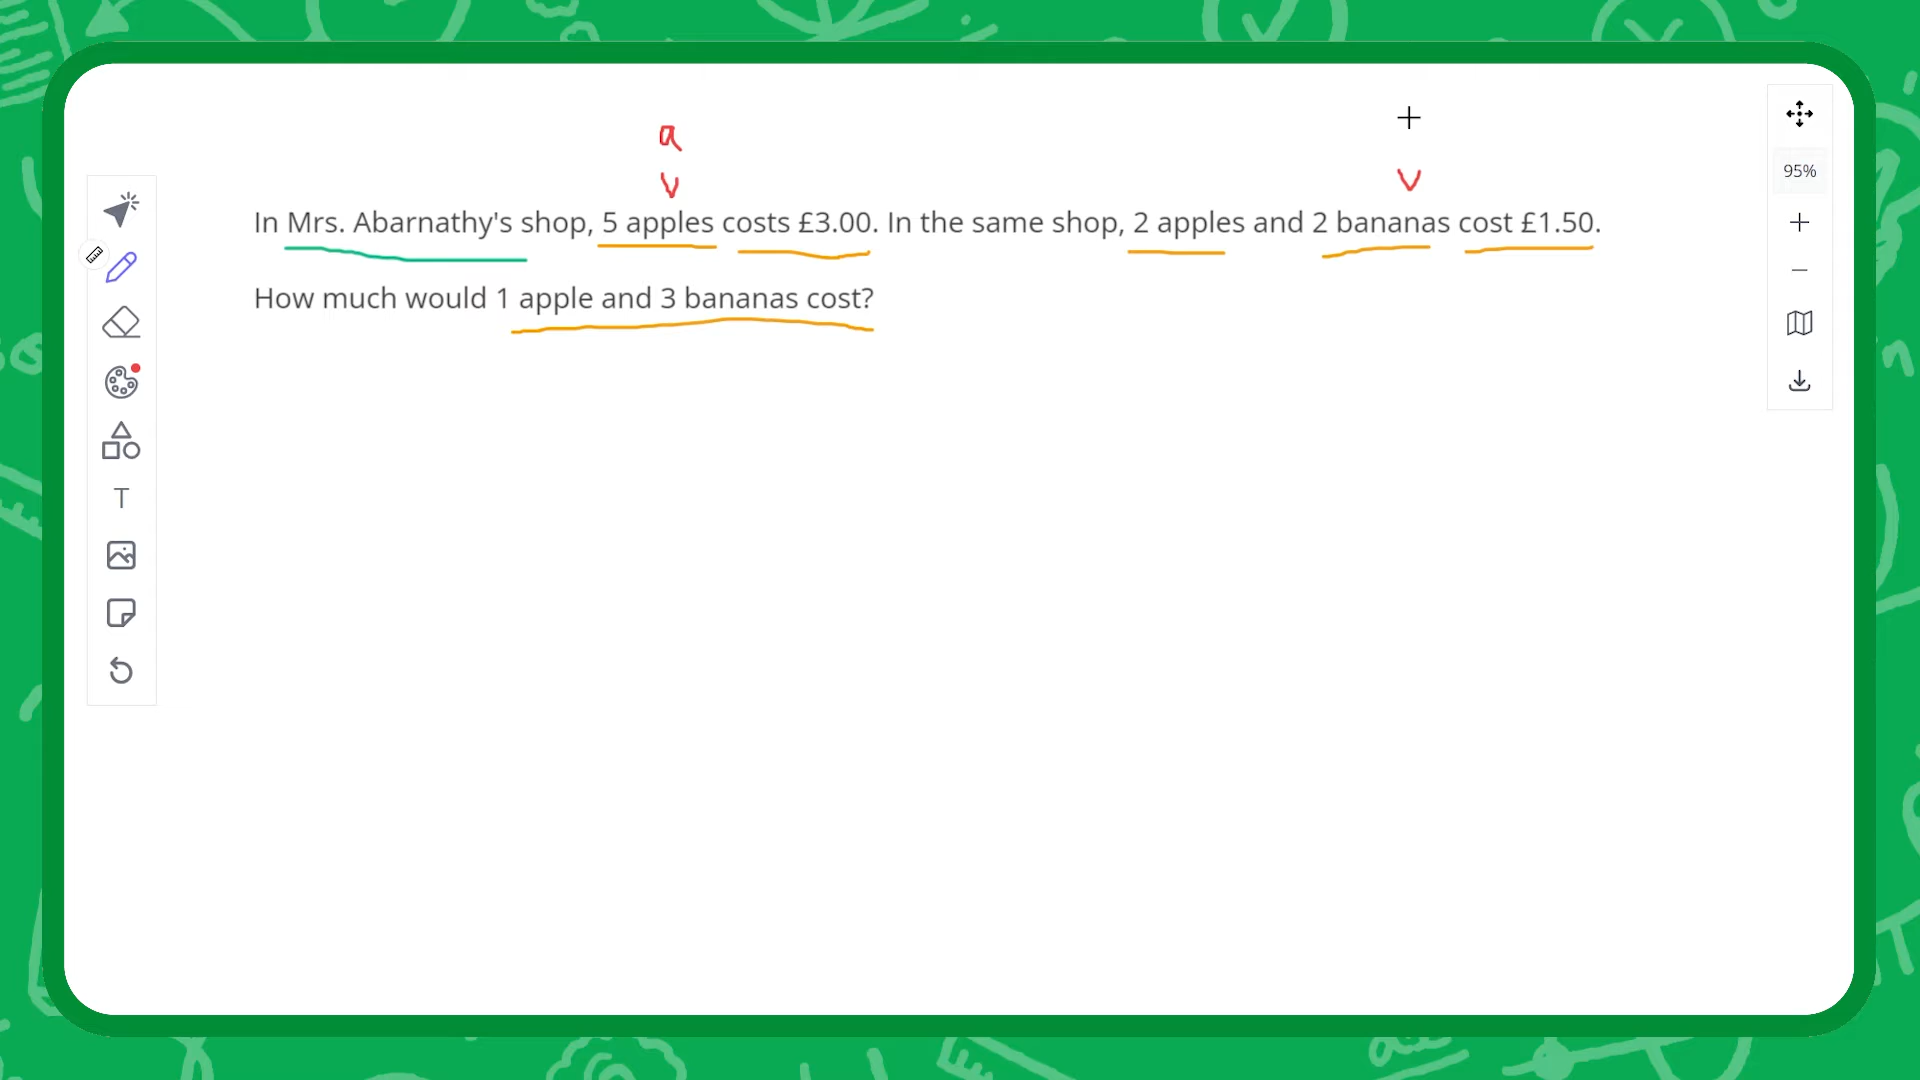 a
In Mrs. Abarnathy's shop, 5 apples costs £3.00. In the same shop, 2 apples and 2 bananas cost £1.50.
How much would 1 apple and 3 bananas cost?
95%
T